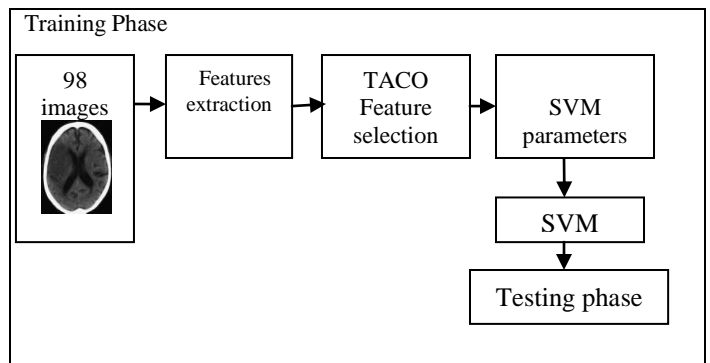 Training Phase
98
images
Features
extraction
TACO
Feature
selection
SVM
parameters
SVM
Testing phase